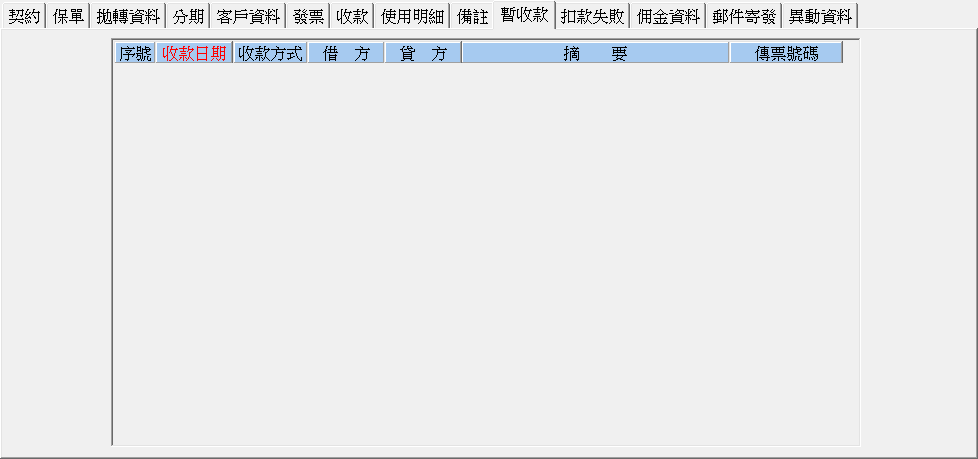 契約 保單 拋轉資料 分期 客戶資料 發票 收款 使用明細 備註 暫收款 扣款失敗 佣金資料 郵件寄發 異動資料
序號 收款日期 收款方式 借　方 貸　方 摘　　要 傳票號碼